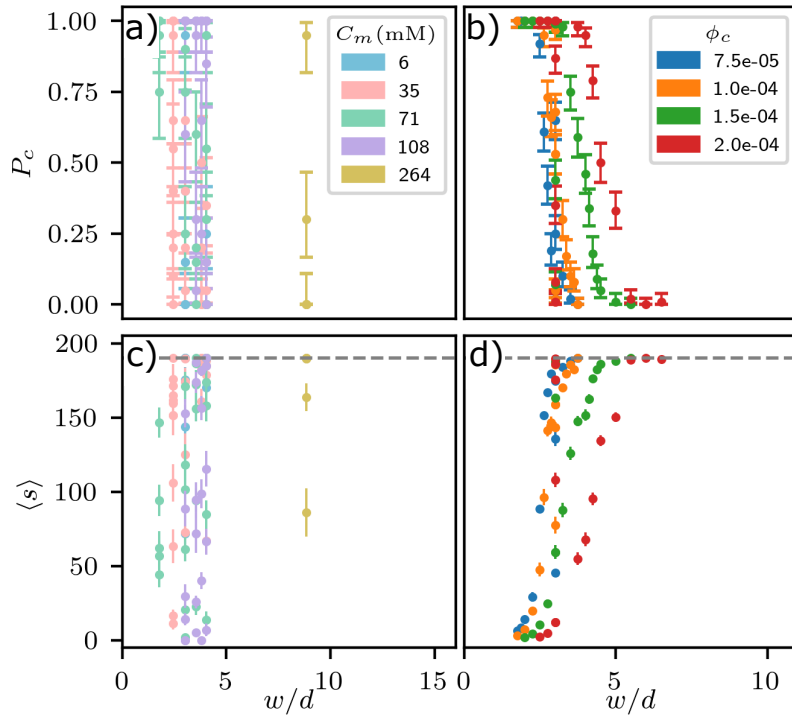 a)
C_m(mM)
6
35
71
108
264
b)
ϕ_c
7.5e-05
1.0e-04
1.5e-04
2.0e-04
1.00
0.75
0.50
0.25
0.00
P_c
c)
d)
200
150
100
50
0
⟨s⟩
0 5 10 15
w/d
0 5 10
w/d